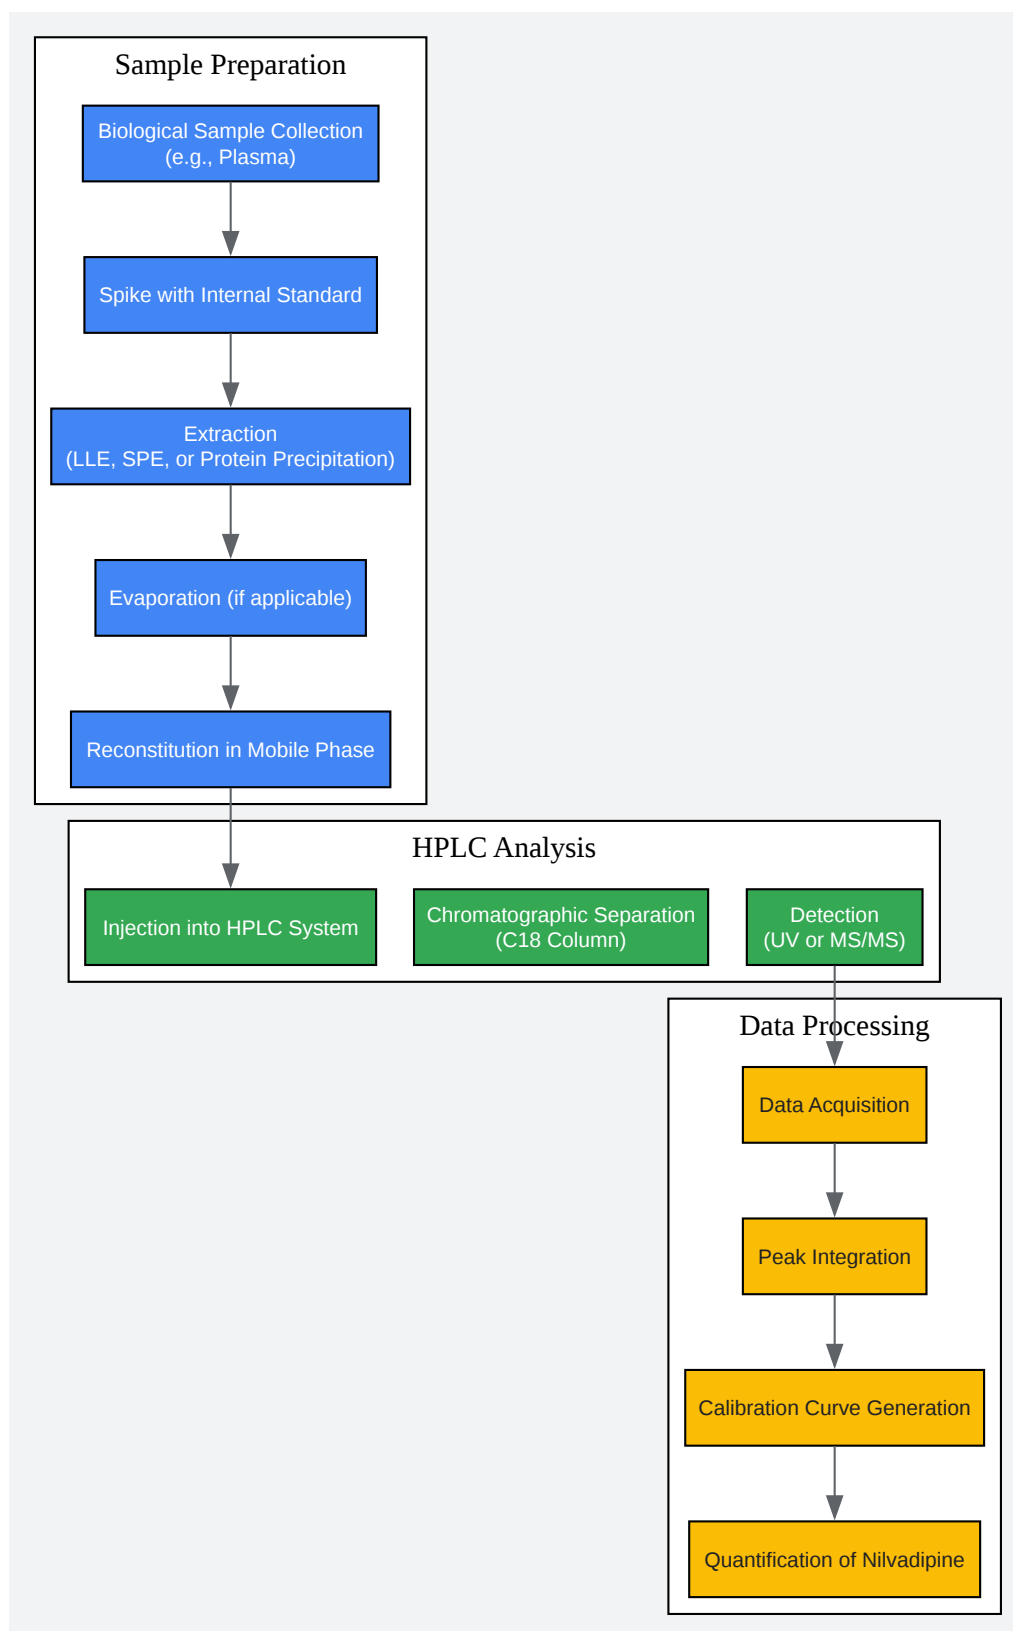 Sample Preparation
Biological Sample Collection
(e.g., Plasma)
Spike with Internal Standard
Extraction
(LLE, SPE, or Protein Precipitation)
Evaporation (if applicable)
Reconstitution in Mobile Phase
HPLC Analysis
Injection into HPLC System
Chromatographic Separation
(C18 Column)
Detection
(UV or MS/MS)
Data Processing
Data Acquisition
Peak Integration
Calibration Curve Generation
Quantification of Nilvadipine